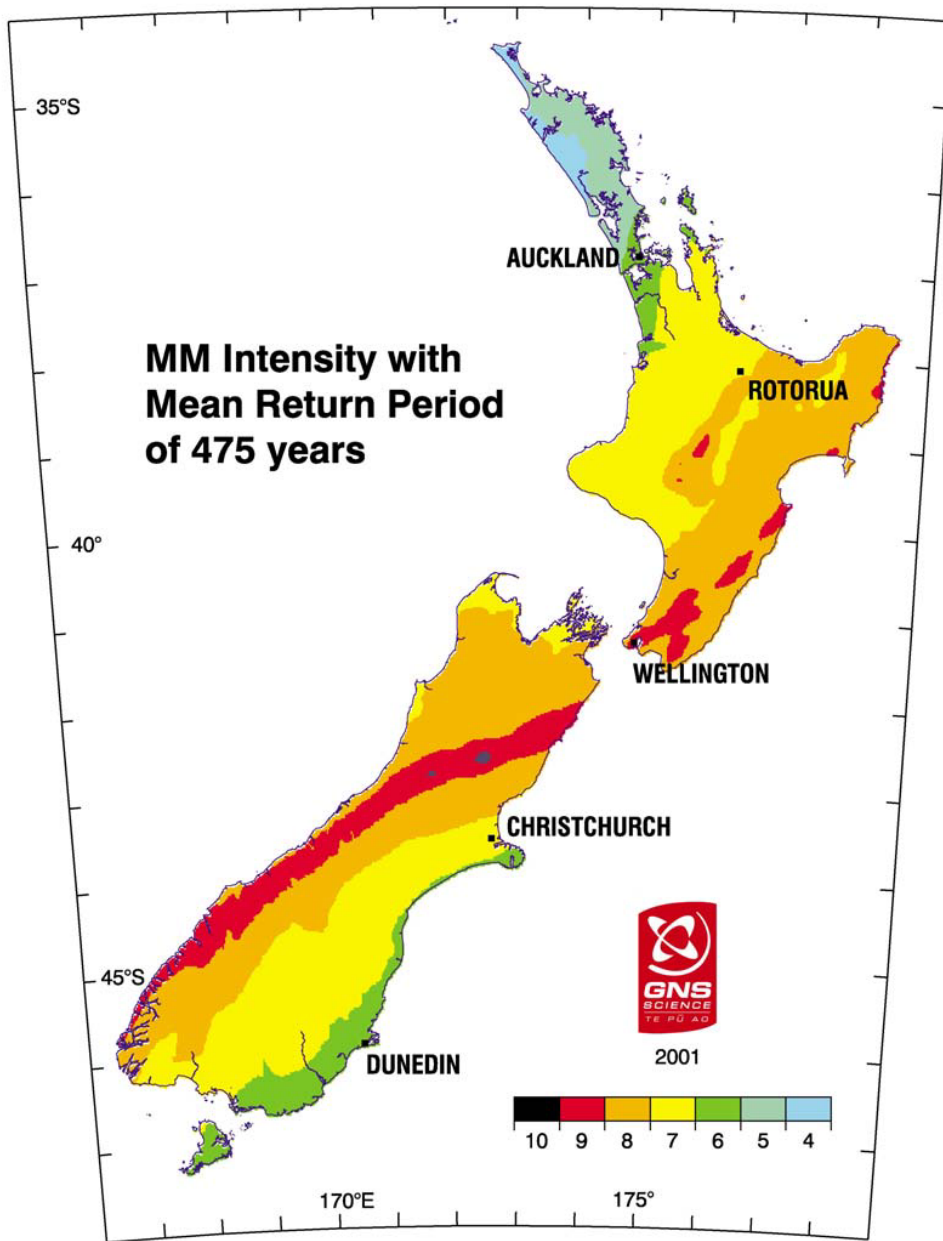 35°S
AUCKLAND
MM Intensity with
Mean Return Period
of 475 years
ROTORUA
40°
WELLINGTON
CHRISTCHURCH
45°S
GNS
SCIENCE
TE PŪ AO
2001
DUNEDIN
10 9 8 7 6 5 4
170°E 175°